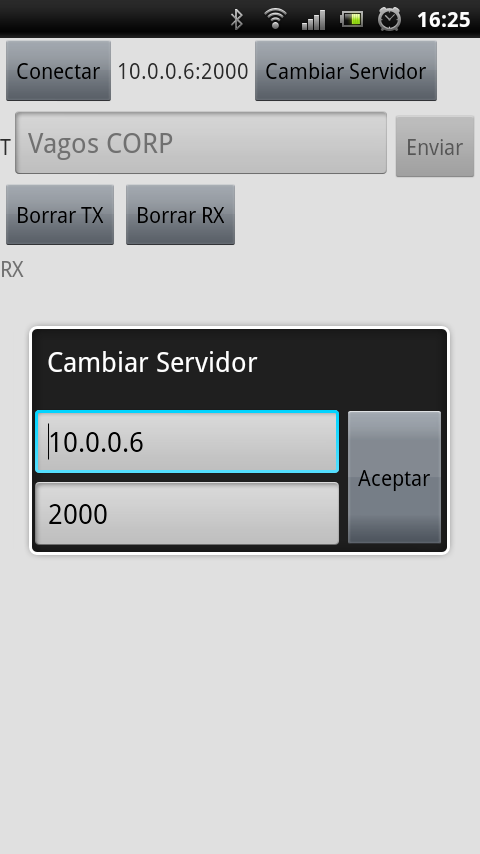 16:25
Conectar 10.0.0.6:2000 Cambiar Servidor
T Vagos CORP Enviar
Borrar TX Borrar RX
RX
Cambiar Servidor
10.0.0.6
Aceptar
2000